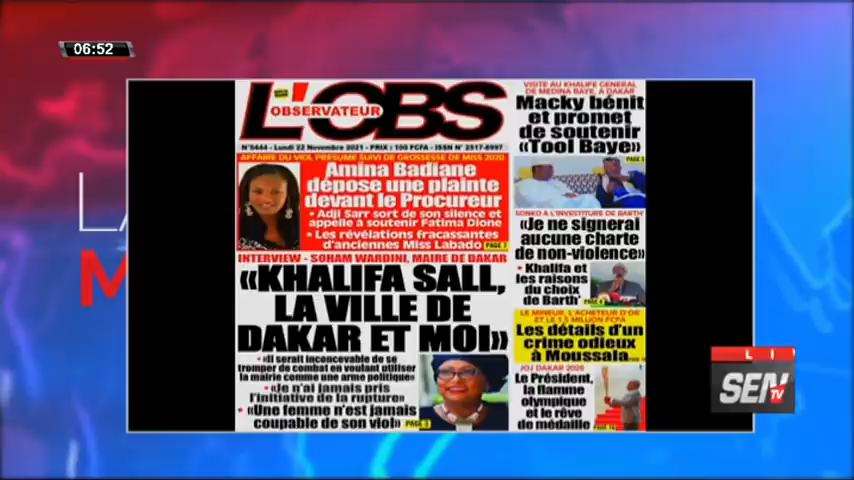 06:52
LA
M
L'OBS
OBSERVATEUR
N°5444 - Lundi 22 Novembre 2021 - PRIX : 100 FCFA - ISSN N° 2517-8997
AFFAIRE DU VIOL PRESUME SUIVI DE GROSSESSE DE MISS 2020
Amina Badiane
dépose une plainte
devant le Procureur
• Adji Sarr sort de son silence et
appelle à soutenir Fatima Dione
• Les révélations fracassantes
d'anciennes Miss Labado PAGE 7
INTERVIEW - SOHAM WARDINI, MAIRE DE DAKAR
«KHALIFA SALL,
LA VILLE DE
DAKAR ET MOI»
• «Il serait inconcevable de se
tromper de combat en voulant utiliser
la mairie comme une arme politique»
• «Je n'ai jamais pris
l'initiative de la rupture»
• «Une femme n'est jamais
coupable de son viol» PAGE 3
VISITE AU KHALIFE GENERAL
DE MEDINA BAYE, A DAKAR
Macky bénit
et promet
de soutenir
«Tool Baye»
PAGE 5
SONKO A L'INVESTITURE DE BARTH'
«Je ne signerai
aucune charte
de non-violence»
• Khalifa et
les raisons
du choix
de Barth' PAGE 4
LE MINEUR, L'ACHETEUR D'OR
ET LE 1,5 MILLION FCFA
Les détails d'un
crime odieux
à Moussala
JOJ DAKAR 2026
Le Président,
la flamme
olympique
et le rêve
de médaille
LI
SEN
TV